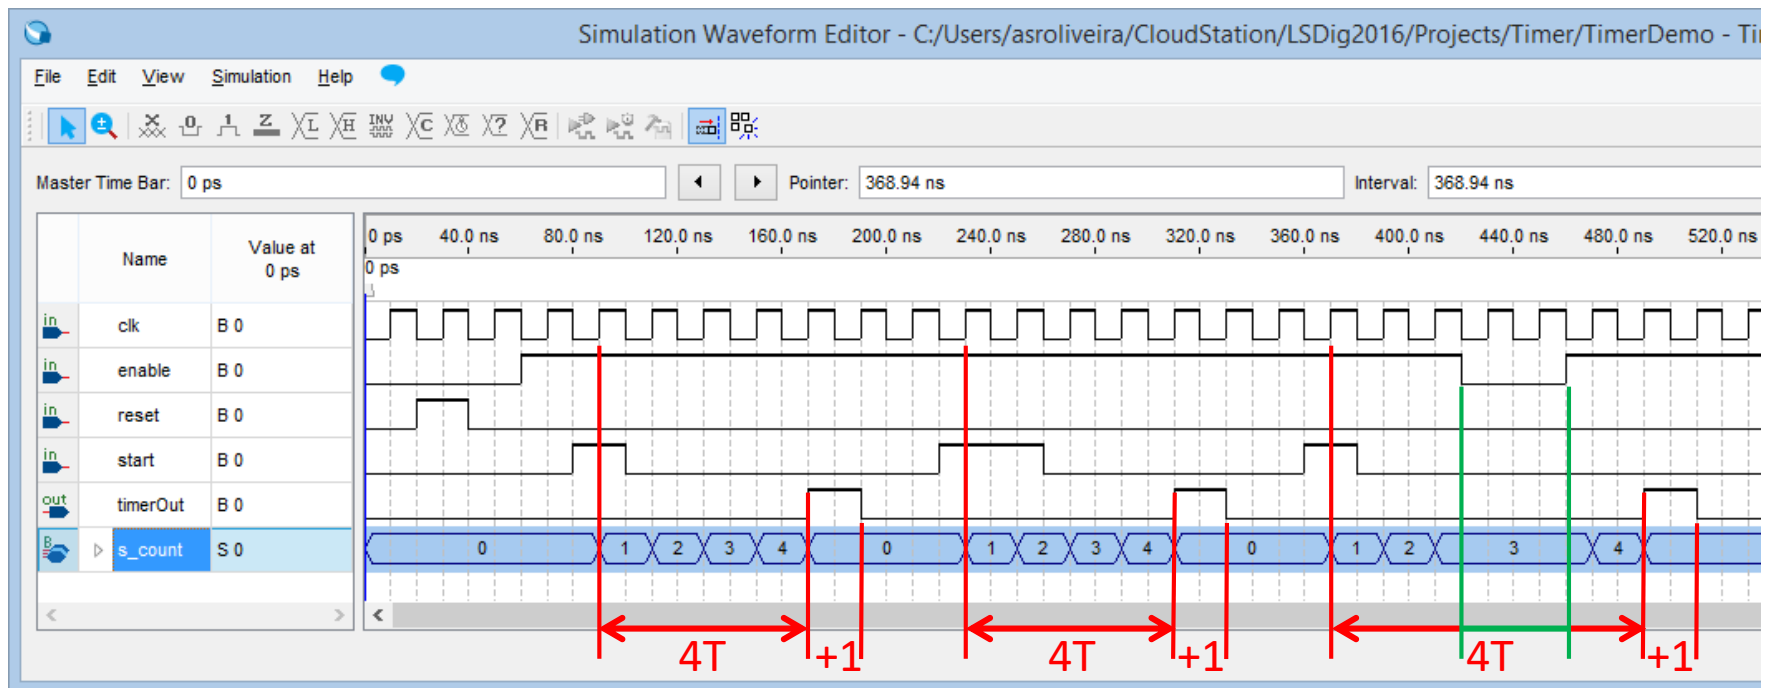 Simulation Waveform Editor - C:/Users/asroliveira/CloudStation/LSDig2016/Projects/Timer/TimerDemo - Ti
File Edit View Simulation Help
Master Time Bar: 0 ps Pointer: 368.94 ns Interval: 368.94 ns
Name Value at 0 ps
0 ps 40.0 ns 80.0 ns 120.0 ns 160.0 ns 200.0 ns 240.0 ns 280.0 ns 320.0 ns 360.0 ns 400.0 ns 440.0 ns 480.0 ns 520.0 ns
0 ps
in clk B 0
in enable B 0
in reset B 0
in start B 0
out timerOut B 0
B s_count S 0 0 1 2 3 4 0 1 2 3 4 0 1 2 3 4
4T +1 4T +1 4T +1